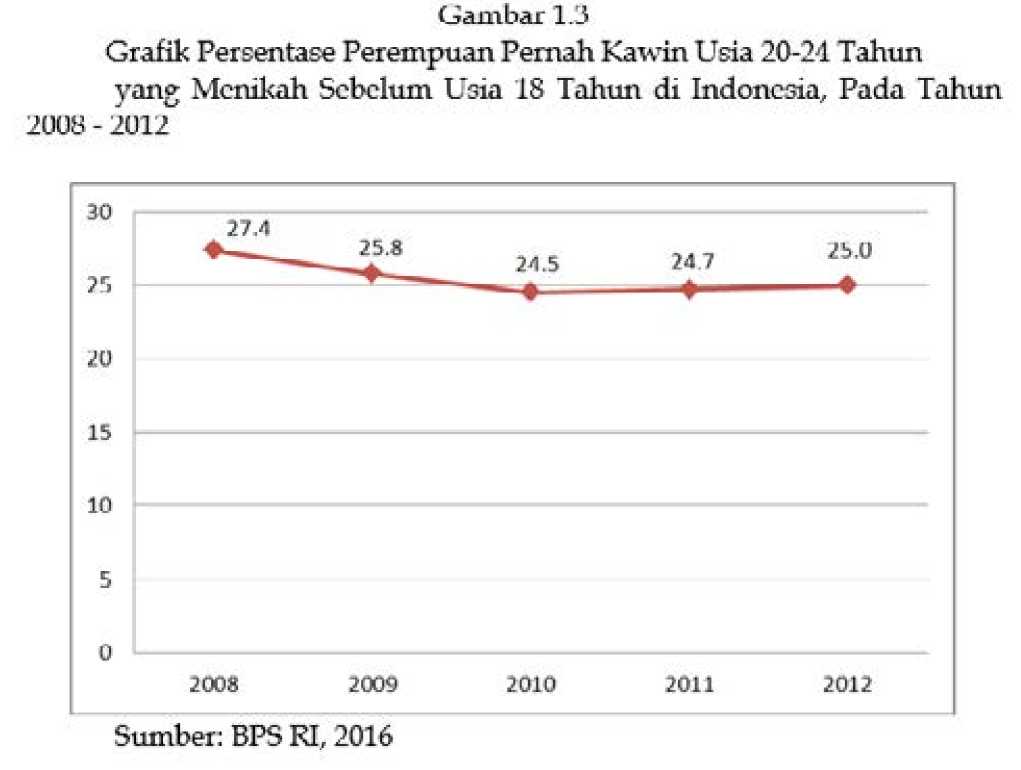 Gambar 1.3
Grafik Persentase Perempuan Pernah Kawin Usia 20-24 Tahun
yang Menikah Sebelum Usia 18 Tahun di Indonesia, Pada Tahun
2008 - 2012
30
25
20
15
10
5
0
27.4
25.8
24.5
24.7
25.0
2008 2009 2010 2011 2012
Sumber: BPS RI, 2016